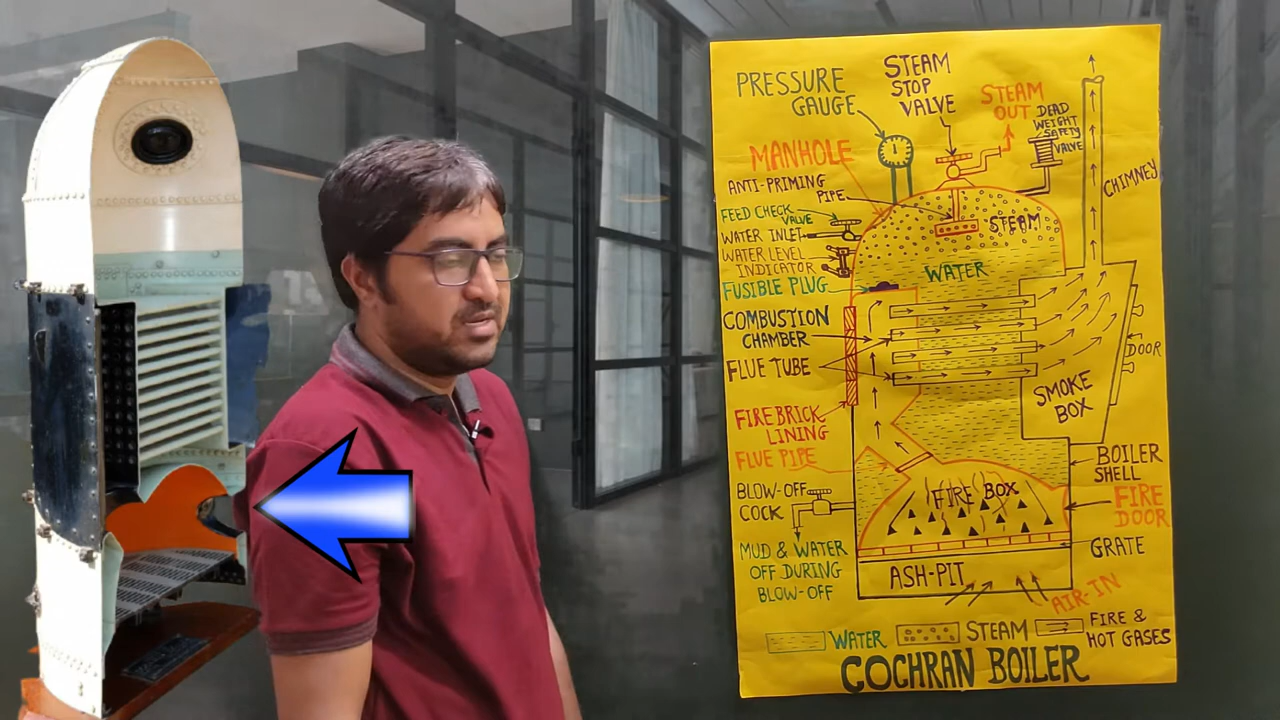 PRESSURE
GAUGE
STEAM
STOP
VALVE
STEAM
OUT
DEAD
WEIGHT
SAFETY
VALVE
MANHOLE
ANTI-PRIMING
PIPE
CHIMNEY
FEED CHECK
VALVE
WATER INLET
WATER LEVEL
INDICATOR
FUSIBLE PLUG
STEAM
WATER
COMBUSTION
CHAMBER
FLUE TUBE
DOOR
SMOKE
BOX
FIRE BRICK
LINING
FLUE PIPE
BOILER
SHELL
BLOW-OFF
COCK
FIRE BOX
FIRE
DOOR
GRATE
MUD & WATER
OFF DURING
BLOW-OFF
ASH-PIT
AIR-IN
WATER
STEAM
FIRE &
HOT GASES
COCHRAN BOILER